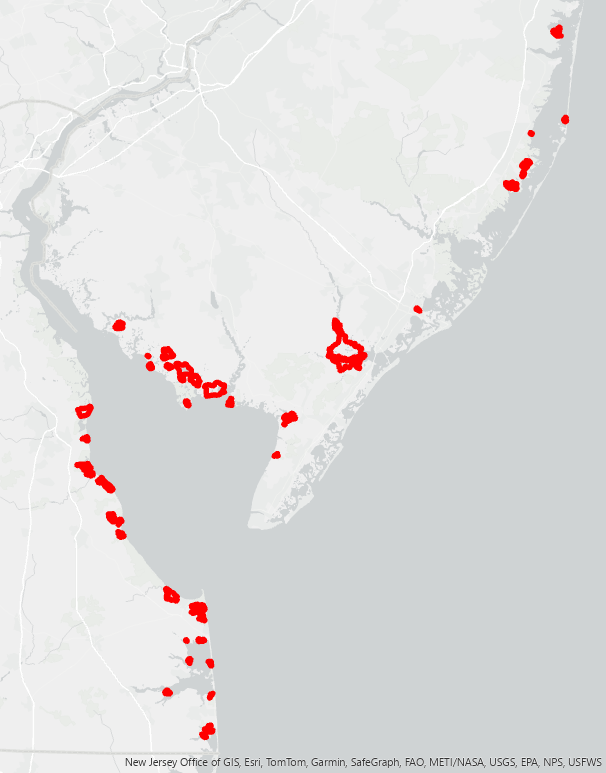 New Jersey Office of GIS, Esri, TomTom, Garmin, SafeGraph, FAO, METI/NASA, USGS, EPA, NPS, USFWS